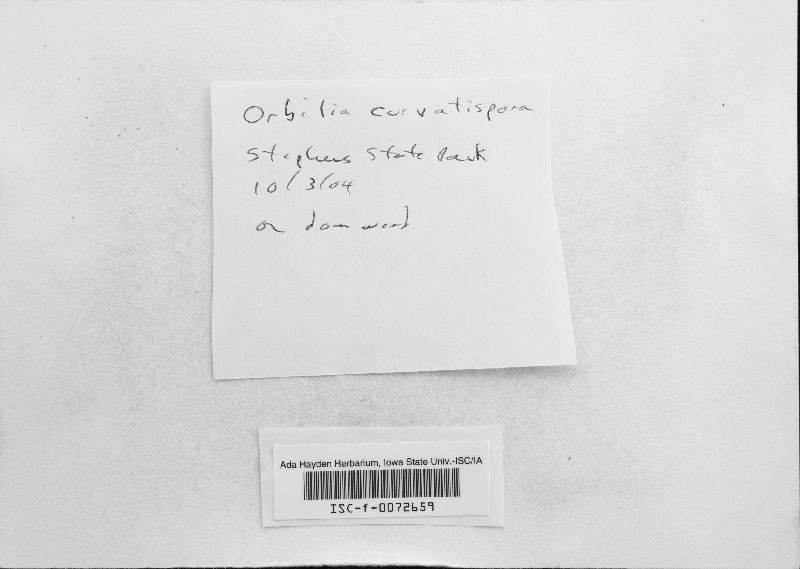 Orbilia curvatispora
Stephens State Park
10/3/04
on down wood
Ada Hayden Herbarium, Iowa State Univ.-ISC/IA
ISC-f-0072659